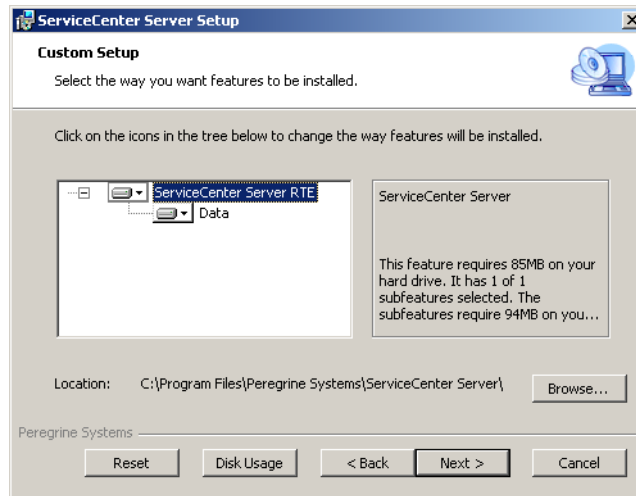 ServiceCenter Server Setup
Custom Setup
Select the way you want features to be installed.
Click on the icons in the tree below to change the way features will be installed.
ServiceCenter Server RTE
Data
ServiceCenter Server
This feature requires 85MB on your
hard drive. It has 1 of 1
subfeatures selected. The
subfeatures require 94MB on you...
Location: C:\Program Files\Peregrine Systems\ServiceCenter Server\ Browse...
Peregrine Systems
Reset Disk Usage < Back Next > Cancel